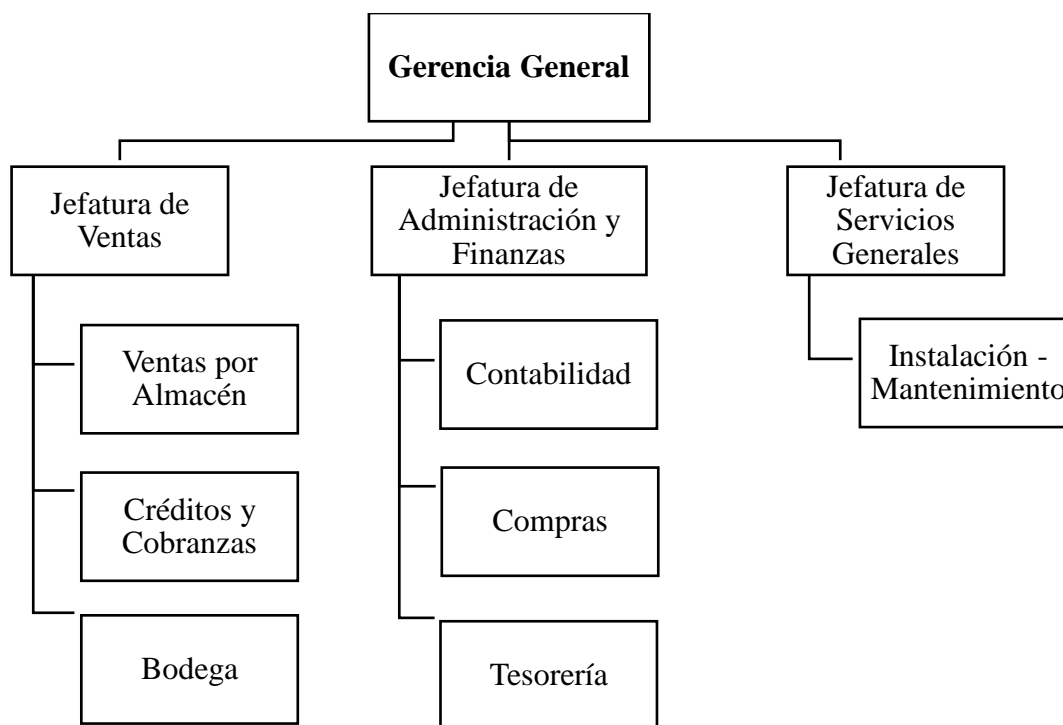 Gerencia General
Jefatura de
Ventas
Jefatura de
Administración y
Finanzas
Jefatura de
Servicios
Generales
Ventas por
Almacén
Créditos y
Cobranzas
Bodega
Contabilidad
Compras
Tesorería
Instalación -
Mantenimiento